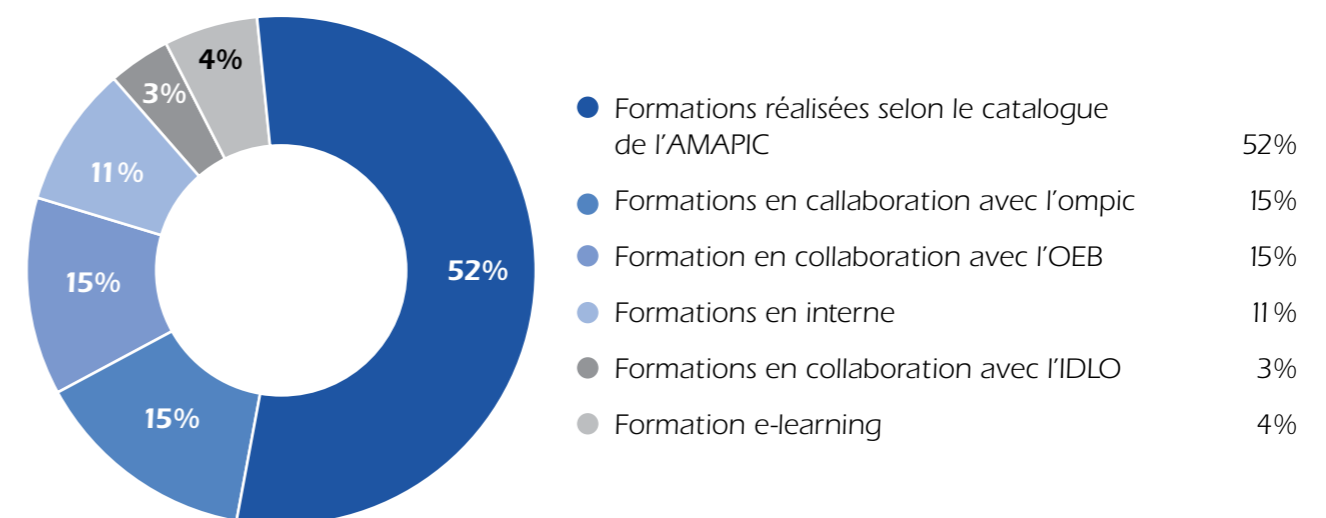 4%
3%
11%
15%
15%
52%
Formations réalisées selon le catalogue
de l'AMAPIC 52%
Formations en callaboration avec l'ompic 15%
Formation en collaboration avec l'OEB 15%
Formations en interne 11%
Formations en collaboration avec l'IDLO 3%
Formation e-learning 4%